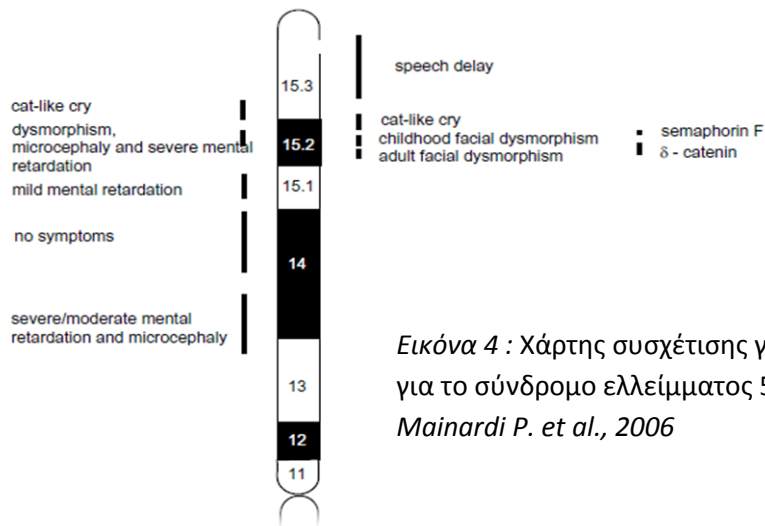 speech delay
15.3
cat-like cry
dysmorphism,
microcephaly and severe mental
retardation
15.2
cat-like cry
childhood facial dysmorphism
adult facial dysmorphism
semaphorin F
δ - catenin
mild mental retardation
15.1
no symptoms
14
severe/moderate mental
retardation and microcephaly
13
12
11
Εικόνα 4 : Χάρτης συσχέτισης
για το σύνδρομο ελλείμματος
Mainardi P. et al., 2006